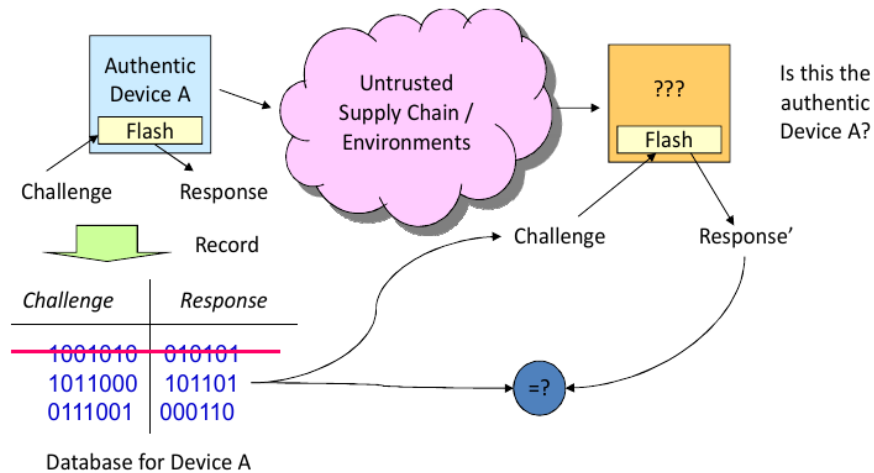 Authentic
Device A
Flash
Challenge
Response
Untrusted
Supply Chain /
Environments
???
Flash
Is this the
authentic
Device A?
Challenge
Response’
Record
Challenge Response
1001010 010101
1011000 101101
0111001 000110
=?
Database for Device A